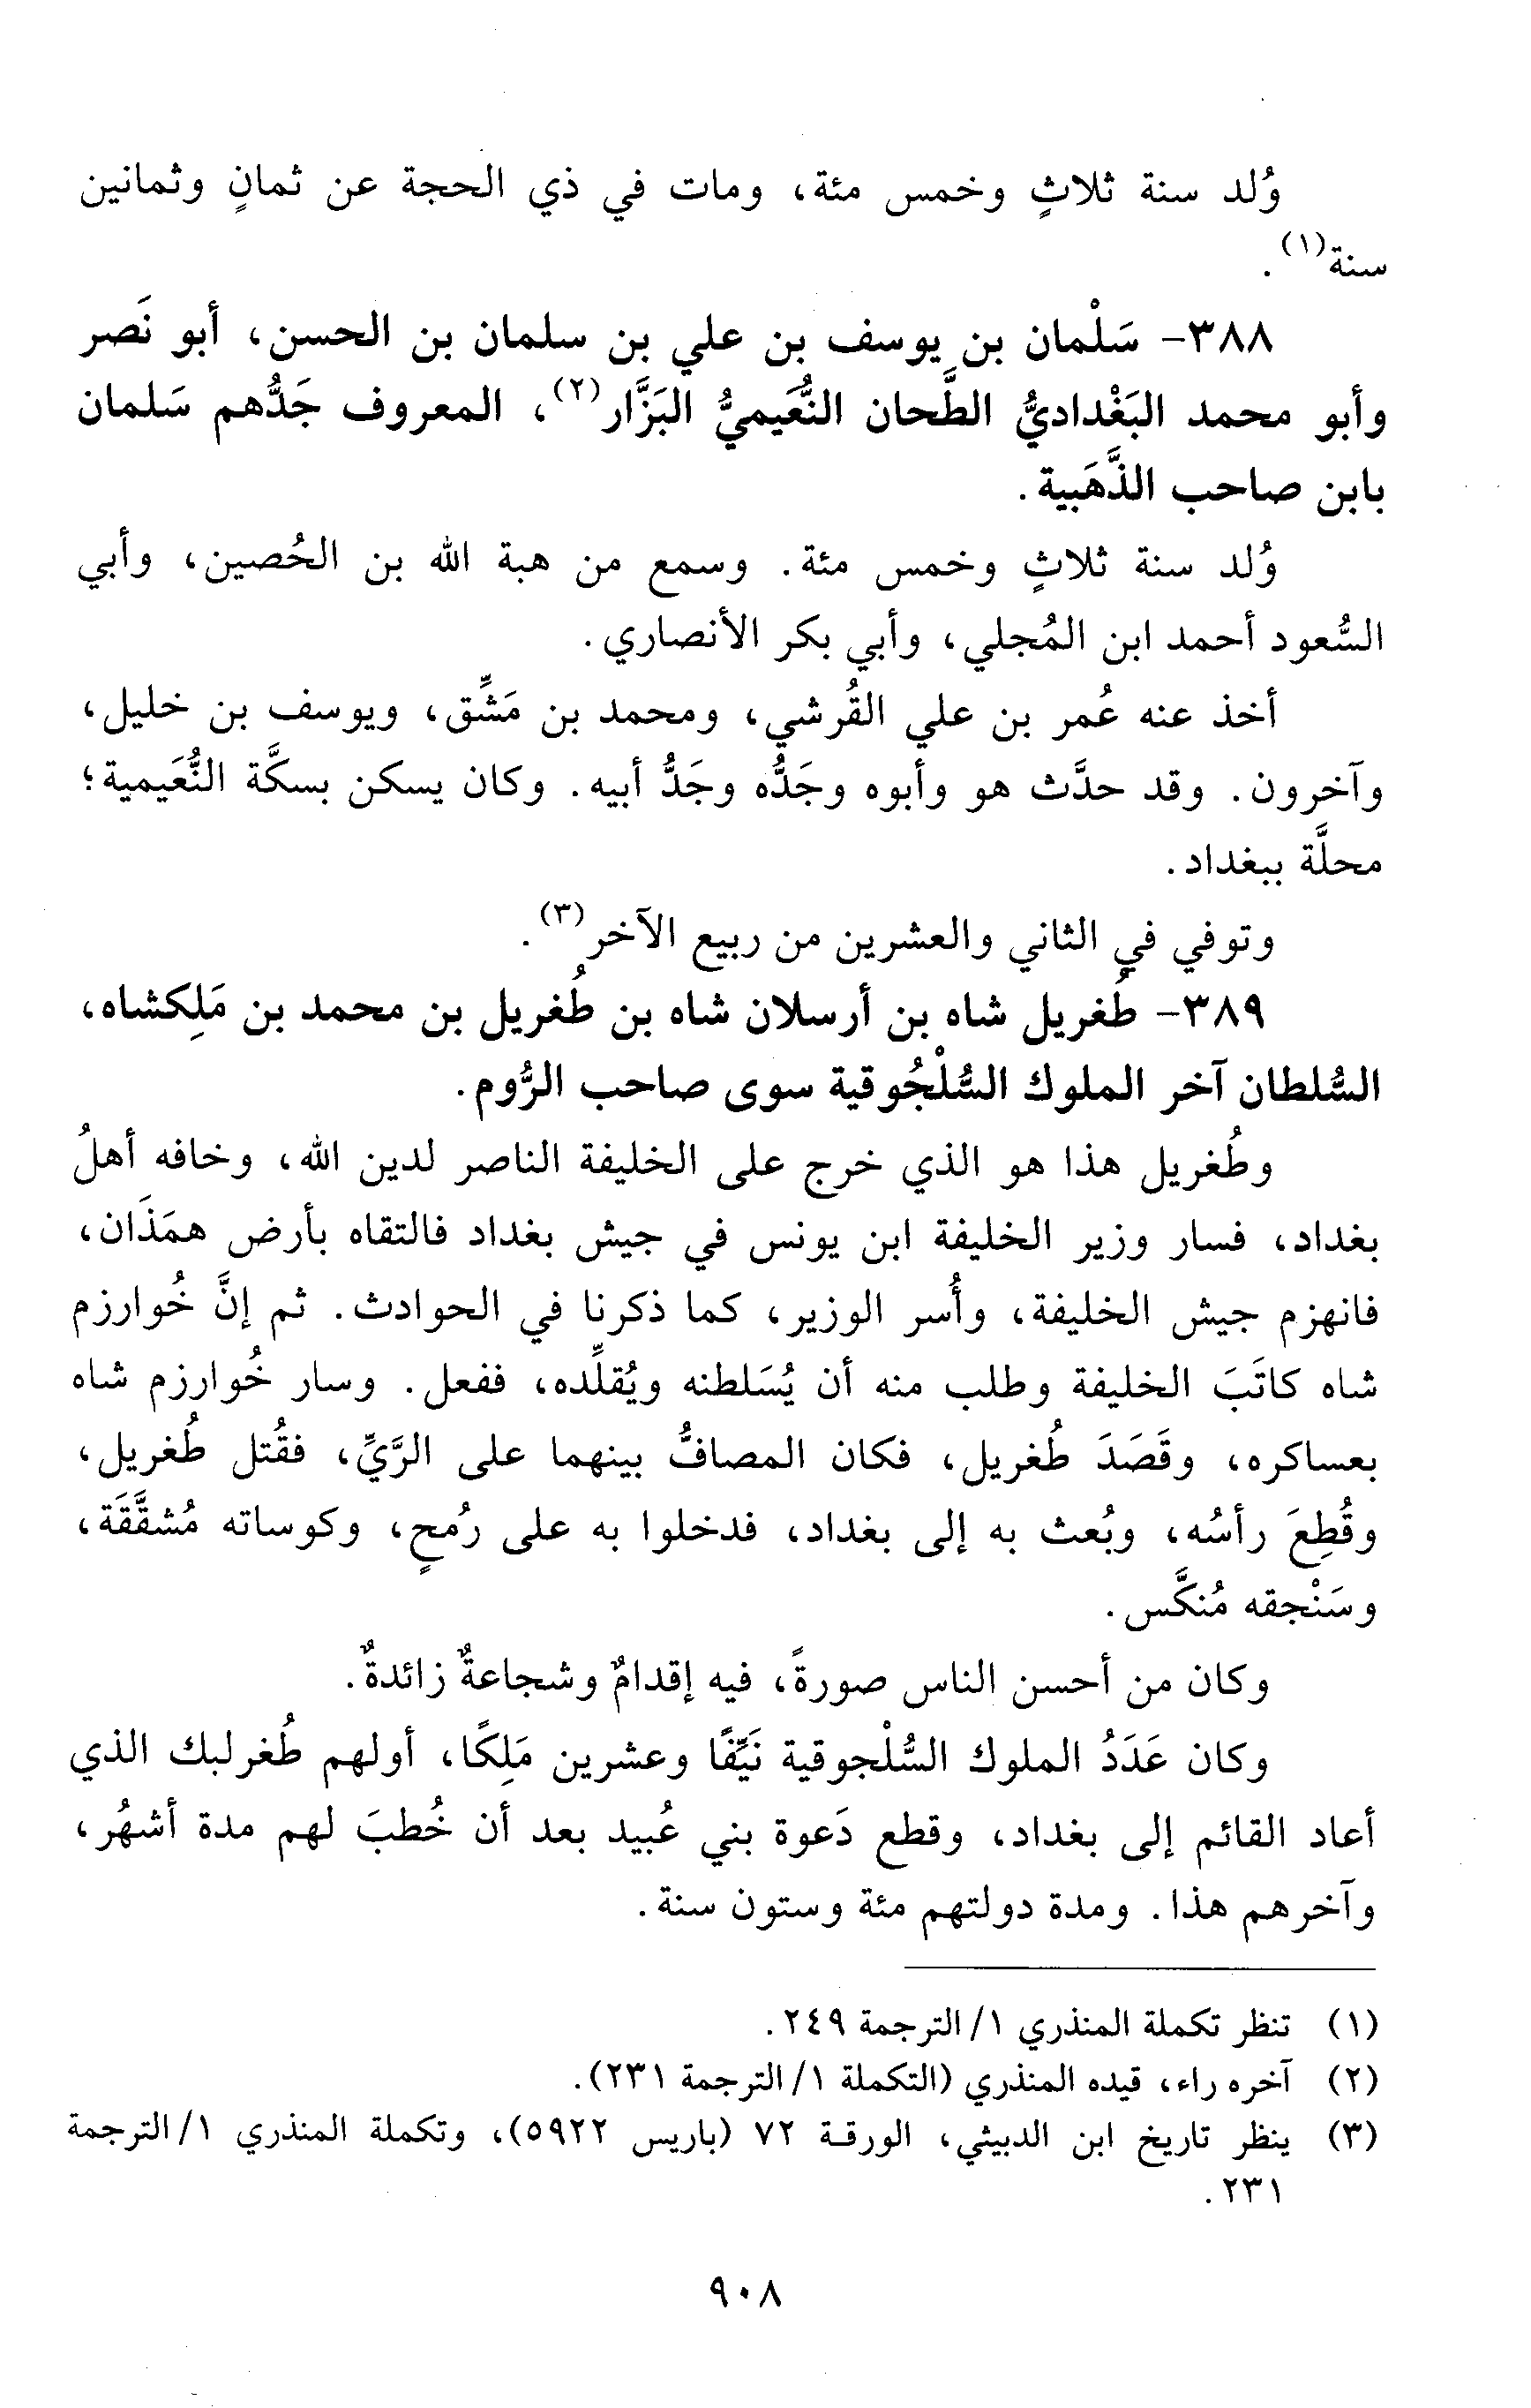 وُلد سنة ثلاثٍ وخمس مئة، ومات في ذي الحجة عن ثمانٍ وثمانين
سنة(١).
٣٨٨- سَلْمان بن يوسف بن علي بن سلمان بن الحسن، أبو نَصر
وأبو محمد البَغْداديُّ الطَّحان النُّعَيميُّ البَزَّار(٢)، المعروف جَدُّهم سَلمان
بابن صاحب الذَّهَبية.
وُلد سنة ثلاثٍ وخمس مئة. وسمع من هبة الله بن الحُصين، وأبي
السُّعود أحمد ابن المُجلي، وأبي بكر الأنصاري.
أخذ عنه عُمر بن علي القُرشي، ومحمد بن مَشِّق، ويوسف بن خليل،
وآخرون. وقد حدَّث هو وأبوه وجَدُّه وجَدُّ أبيه. وكان يسكن بسكَّة النُّعَيمية؛
محلَّة ببغداد.
وتوفي في الثاني والعشرين من ربيع الآخر(٣).
٣٨٩- طُغريل شاه بن أرسلان شاه بن طُغريل بن محمد بن مَلِكشاه،
السُّلطان آخر الملوك السُّلْجُوقية سوى صاحب الرُّوم.
وطُغريل هذا هو الذي خرج على الخليفة الناصر لدين الله، وخافه أهلُ
بغداد، فسار وزير الخليفة ابن يونس في جيش بغداد فالتقاه بأرض همَذَان،
فانهزم جيش الخليفة، وأُسر الوزير، كما ذكرنا في الحوادث. ثم إنَّ خُوارزم
شاه كاتَبَ الخليفة وطلب منه أن يُسَلطنه ويُقلِّده، ففعل. وسار خُوارزم شاه
بعساكره، وقَصَدَ طُغريل، فكان المصافُّ بينهما على الرَّيِّ، فقُتل طُغريل،
وقُطِعَ رأسُه، وبُعث به إلى بغداد، فدخلوا به على رُمحٍ، وكوساته مُشقَّقَة،
وسَنْجقه مُنكَّس.
وكان من أحسن الناس صورةً، فيه إقدامٌ وشجاعةٌ زائدةٌ.
وكان عَدَدُ الملوك السُّلْجوقية نَيِّفًا وعشرين مَلِكًا، أولهم طُغرلبك الذي
أعاد القائم إلى بغداد، وقطع دَعوة بني عُبيد بعد أن خُطبَ لهم مدة أشهُر،
وآخرهم هذا. ومدة دولتهم مئة وستون سنة.
(١) تنظر تكملة المنذري ١/ الترجمة ٢٤٩.
(٢) آخره راء، قيده المنذري (التكملة ١/ الترجمة ٢٣١).
(٣) ينظر تاريخ ابن الدبيثي، الورقة ٧٢ (باريس ٥٩٢٢)، وتكملة المنذري ١/ الترجمة
٢٣١.
٩٠٨